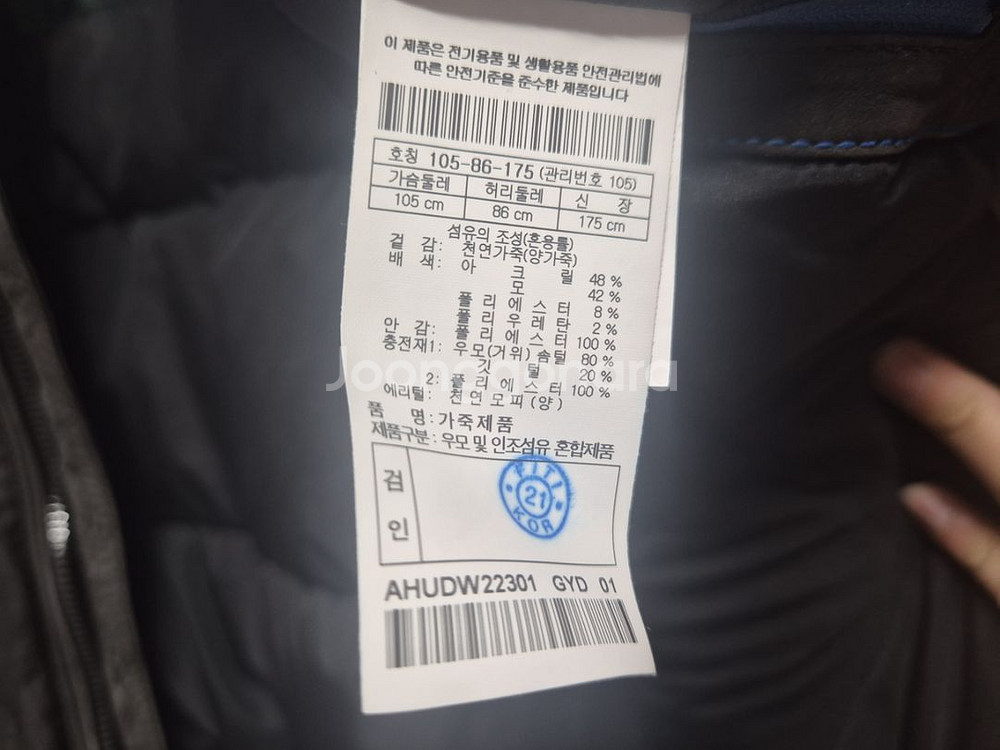 이 제품은 전기용품 및 생활용품 안전관리법에
따른 안전기준을 준수한 제품입니다
호칭 105-86-175 (관리번호 105)
가슴둘레 허리둘레 신 장
105 cm 86 cm 175 cm
섬유의 조성(혼용률)
겉 감: 천연가죽(양가죽)
배 색: 아 크 릴 48 %
모 42 %
폴 리 에 스 터 8 %
폴 리 우 레 탄 2 %
안 감: 폴 리 에 스 터 100 %
충전재1: 우모(거위) 솜털 80 %
깃 털 20 %
2: 폴 리 에 스 터 100 %
에리털: 천 연 모 피 (양)
품 명: 가죽제품
제품구분: 우모 및 인조섬유 혼합제품
검인
FITI
21
KOR
AHUDW22301 GYD 01
Joonggonara